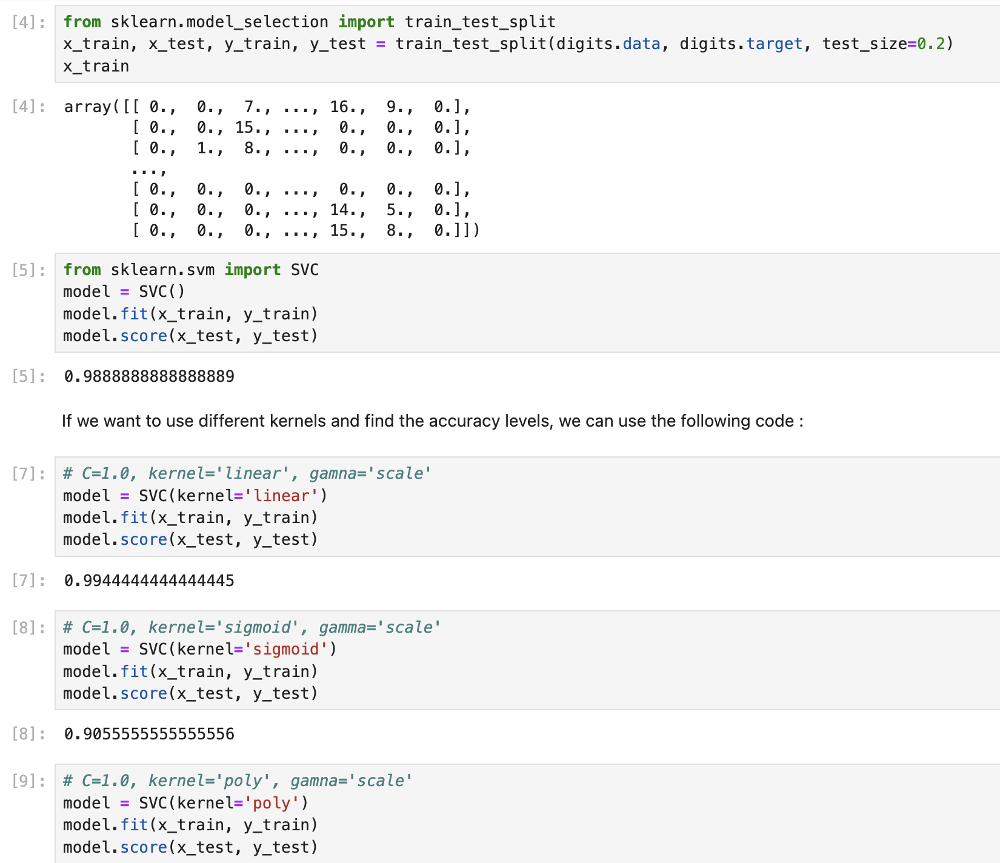 [4]: from sklearn.model_selection import train_test_split
x_train, x_test, y_train, y_test = train_test_split(digits.data, digits.target, test_size=0.2)
x_train
[4]: array([[ 0.,  0.,  7., ..., 16.,  9.,  0.],
       [ 0.,  0., 15., ...,  0.,  0.,  0.],
       [ 0.,  1.,  8., ...,  0.,  0.,  0.],
       ...,
       [ 0.,  0.,  0., ...,  0.,  0.,  0.],
       [ 0.,  0.,  0., ..., 14.,  5.,  0.],
       [ 0.,  0.,  0., ..., 15.,  8.,  0.]])
[5]: from sklearn.svm import SVC
model = SVC()
model.fit(x_train, y_train)
model.score(x_test, y_test)
[5]: 0.9888888888888889
If we want to use different kernels and find the accuracy levels, we can use the following code :
[7]: # C=1.0, kernel='linear', gamna='scale'
model = SVC(kernel='linear')
model.fit(x_train, y_train)
model.score(x_test, y_test)
[7]: 0.9944444444444445
[8]: # C=1.0, kernel='sigmoid', gamma='scale'
model = SVC(kernel='sigmoid')
model.fit(x_train, y_train)
model.score(x_test, y_test)
[8]: 0.9055555555555556
[9]: # C=1.0, kernel='poly', gamna='scale'
model = SVC(kernel='poly')
model.fit(x_train, y_train)
model.score(x_test, y_test)